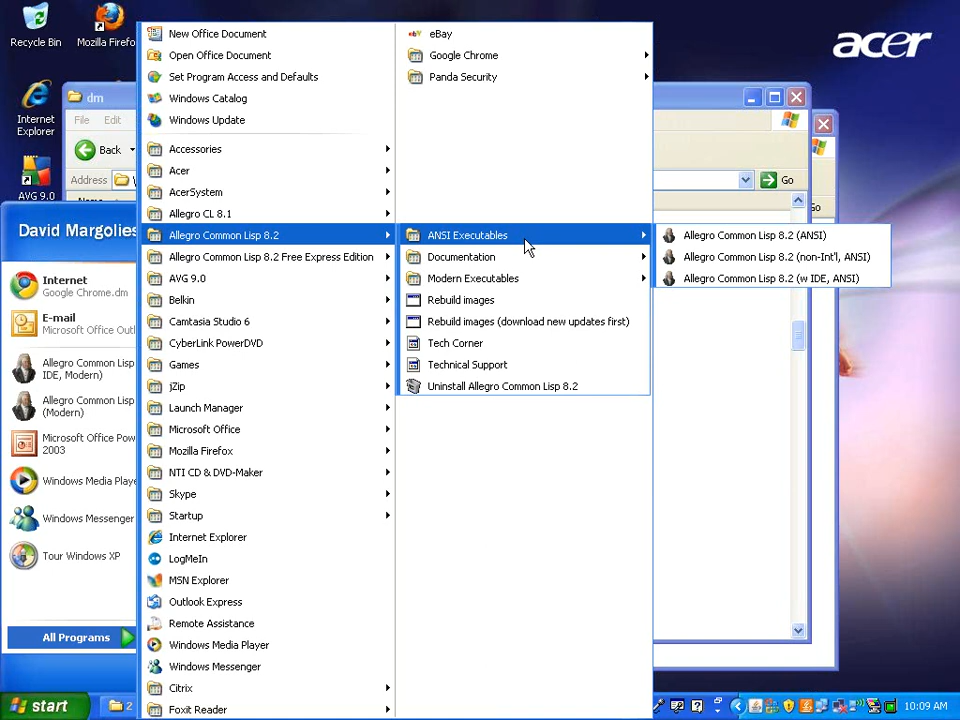 Recycle Bin
Mozilla Firefo
Internet
Explorer
AVG 9.0
acer
dm
File
Edit
Back
Address
Go
Go
David Margolies
Internet
Google Chrome.dm
E-mail
Microsoft Office Outl
Allegro Common Lisp
IDE, Modern)
Allegro Common Lisp
(Modern)
Microsoft Office Pow
2003
Windows Media Playe
Windows Messenger
Tour Windows XP
All Programs
New Office Document
Open Office Document
Set Program Access and Defaults
Windows Catalog
Windows Update
Accessories
Acer
AcerSystem
Allegro CL 8.1
Allegro Common Lisp 8.2
Allegro Common Lisp 8.2 Free Express Edition
AVG 9.0
Belkin
Camtasia Studio 6
CyberLink PowerDVD
Games
jZip
Launch Manager
Microsoft Office
Mozilla Firefox
NTI CD & DVD-Maker
Skype
Startup
Internet Explorer
LogMeIn
MSN Explorer
Outlook Express
Remote Assistance
Windows Media Player
Windows Messenger
Citrix
Foxit Reader
eBay
Google Chrome
Panda Security
ANSI Executables
Documentation
Modern Executables
Rebuild images
Rebuild images (download new updates first)
Tech Corner
Technical Support
Uninstall Allegro Common Lisp 8.2
Allegro Common Lisp 8.2 (ANSI)
Allegro Common Lisp 8.2 (non-Int'l, ANSI)
Allegro Common Lisp 8.2 (w IDE, ANSI)
start
2
10:09 AM